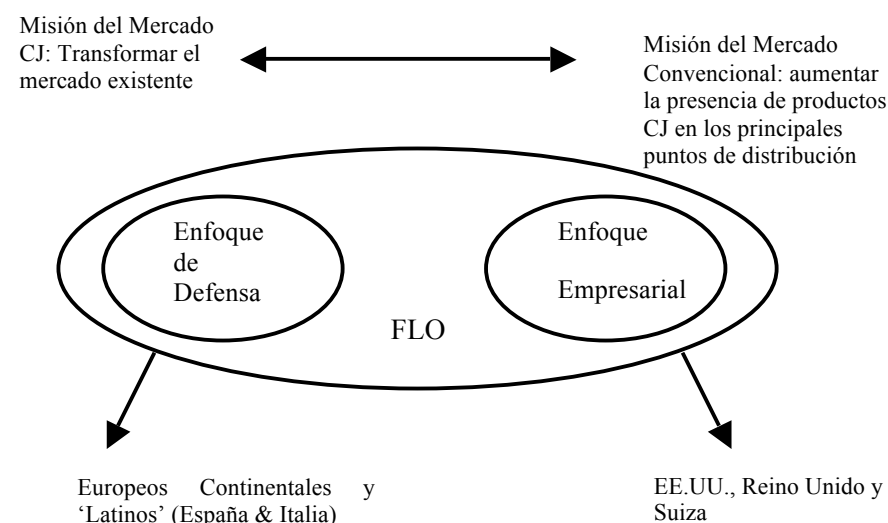 Misión del Mercado
CJ: Transformar el
mercado existente
Misión del Mercado
Convencional: aumentar
la presencia de productos
CJ en los principales
puntos de distribución
Enfoque
de
Defensa
Enfoque
Empresarial
FLO
Europeos Continentales y
‘Latinos’ (España & Italia)
EE.UU., Reino Unido y
Suiza